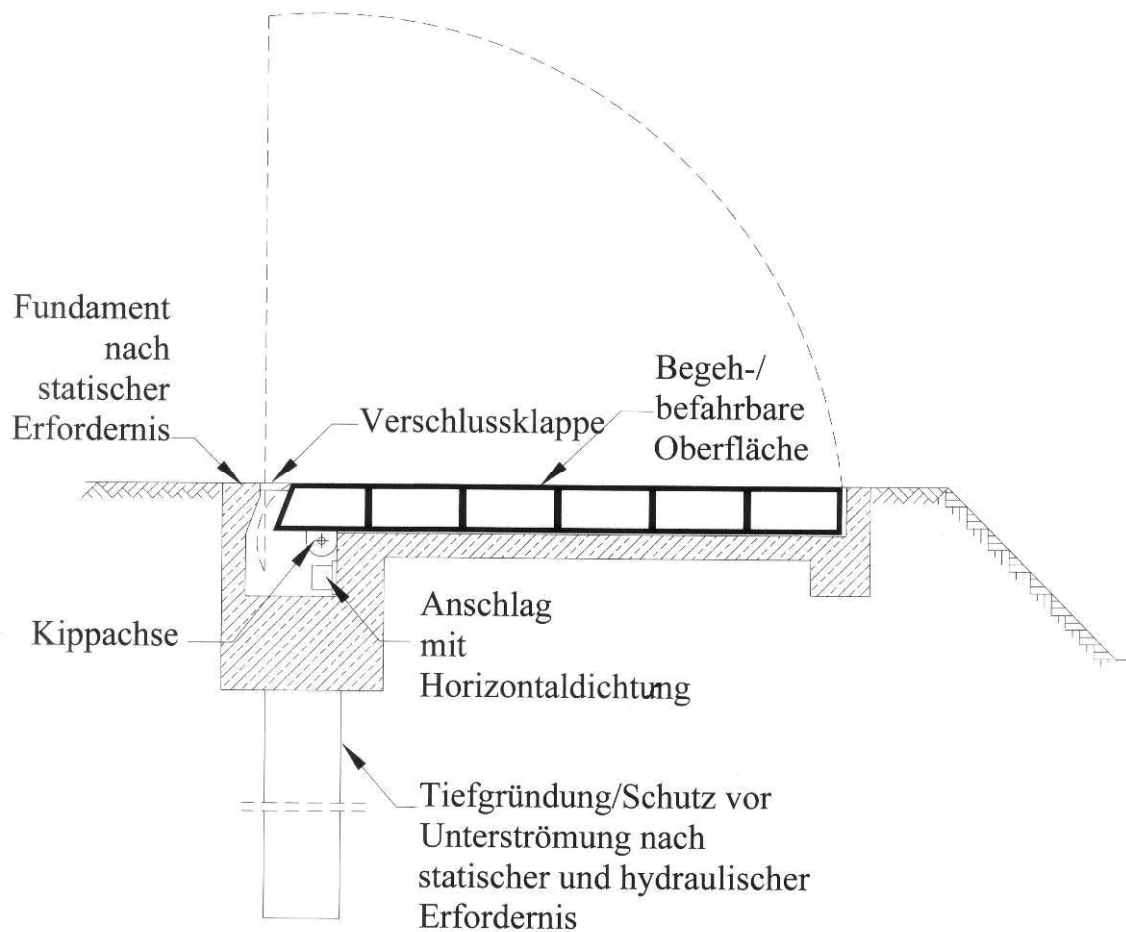 Fundament
nach
statischer
Erfordernis
Verschlussklappe
Begeh-/
befahrbare
Oberfläche
Kippachse
Anschlag
mit
Horizontaldichtung
Tiefgründung/Schutz vor
Unterströmung nach
statischer und hydraulischer
Erfordernis